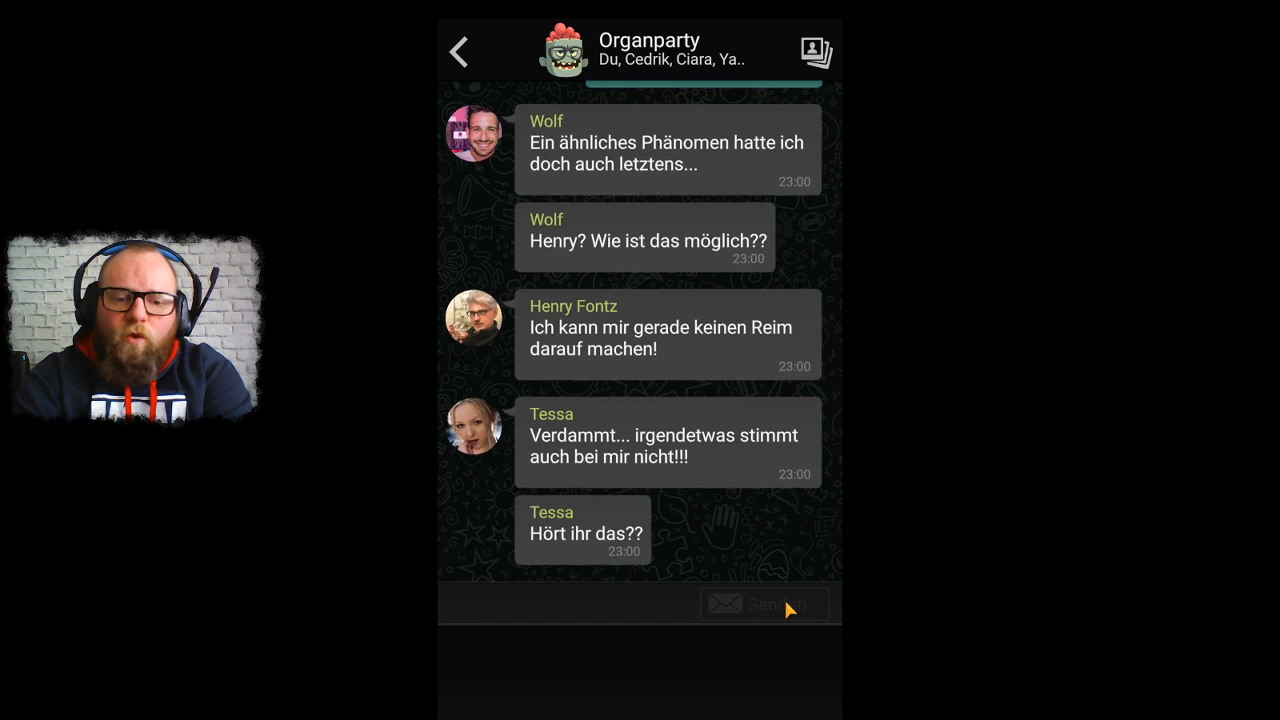 Organparty
Du, Cedrik, Ciara, Ya..
Wolf
Ein ähnliches Phänomen hatte ich
doch auch letztens...
23:00
Wolf
Henry? Wie ist das möglich??
23:00
Henry Fontz
Ich kann mir gerade keinen Reim
darauf machen!
23:00
Tessa
Verdammt... irgendetwas stimmt
auch bei mir nicht!!!
23:00
Tessa
Hört ihr das??
23:00
Senden